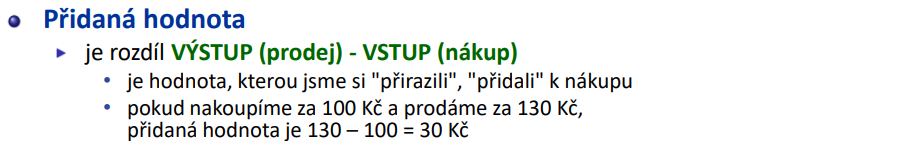 Přidaná hodnota
je rozdíl VÝSTUP (prodej) - VSTUP (nákup)
je hodnota, kterou jsme si "přirazili", "přidali" k nákupu
pokud nakoupíme za 100 Kč a prodáme za 130 Kč,
přidaná hodnota je 130 – 100 = 30 Kč